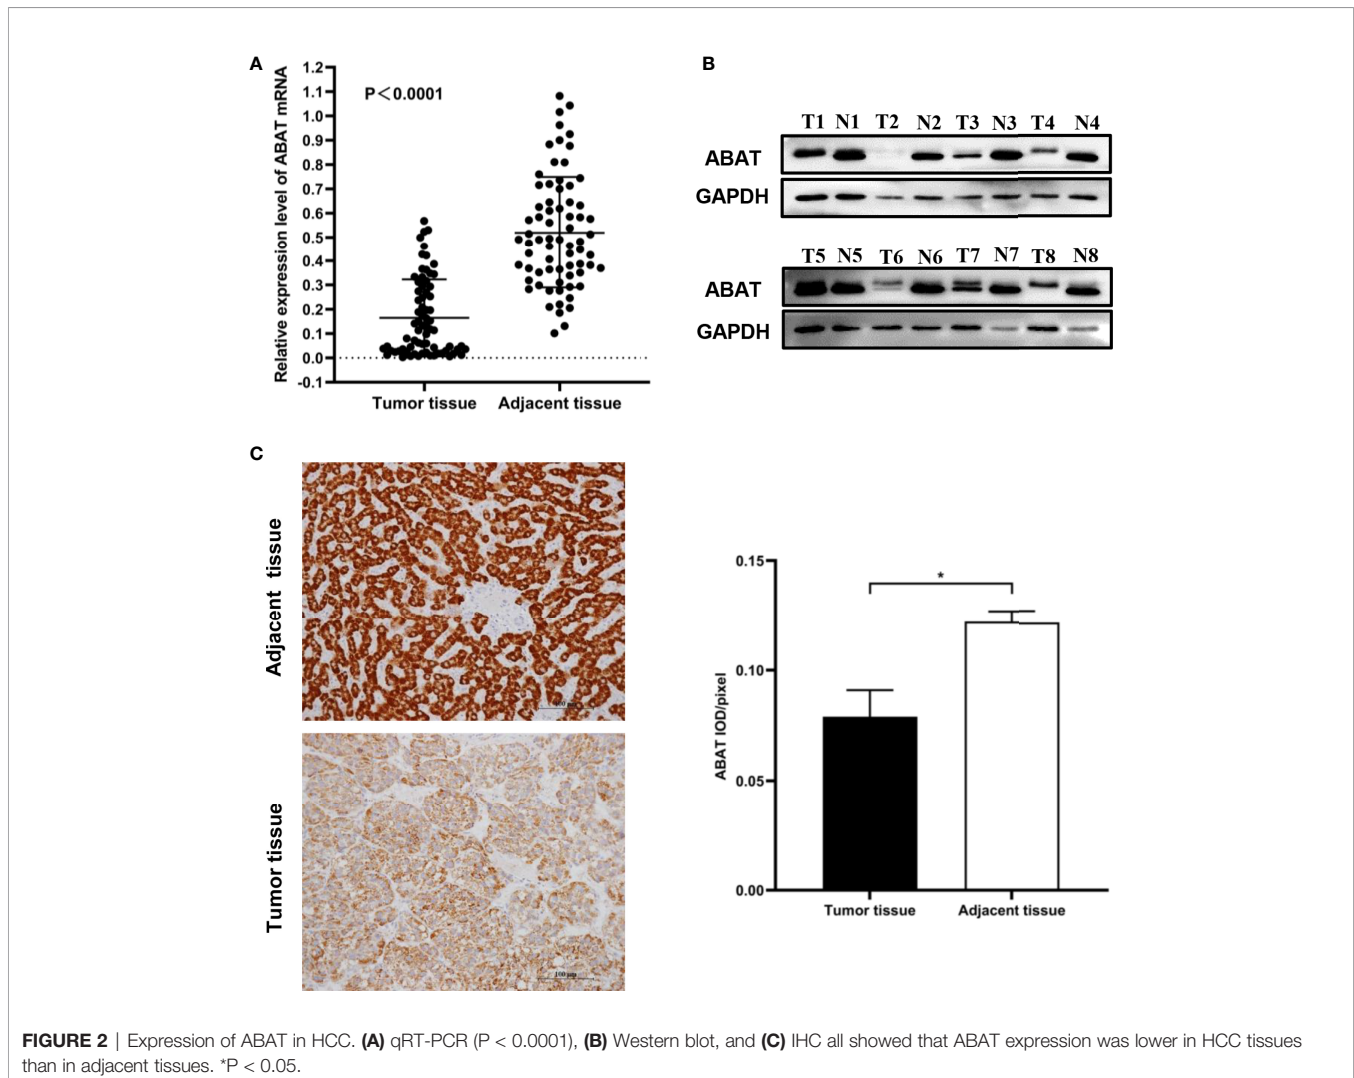 A
Relative expression level of ABAT mRNA
1.2
1.1
1.0
0.9
0.8
0.7
0.6
0.5
0.4
0.3
0.2
0.1
0.0
-0.1
P<0.0001
Tumor tissue Adjacent tissue
B
T1 N1 T2 N2 T3 N3 T4 N4
ABAT
GAPDH
T5 N5 T6 N6 T7 N7 T8 N8
ABAT
GAPDH
C
Adjacent tissue
Tumor tissue
100 μm
ABAT IOD/pixel
0.15
0.10
0.05
0.00
*
Tumor tissue Adjacent tissue
FIGURE 2 | Expression of ABAT in HCC. (A) qRT-PCR (P < 0.0001), (B) Western blot, and (C) IHC all showed that ABAT expression was lower in HCC tissues
than in adjacent tissues. *P < 0.05.